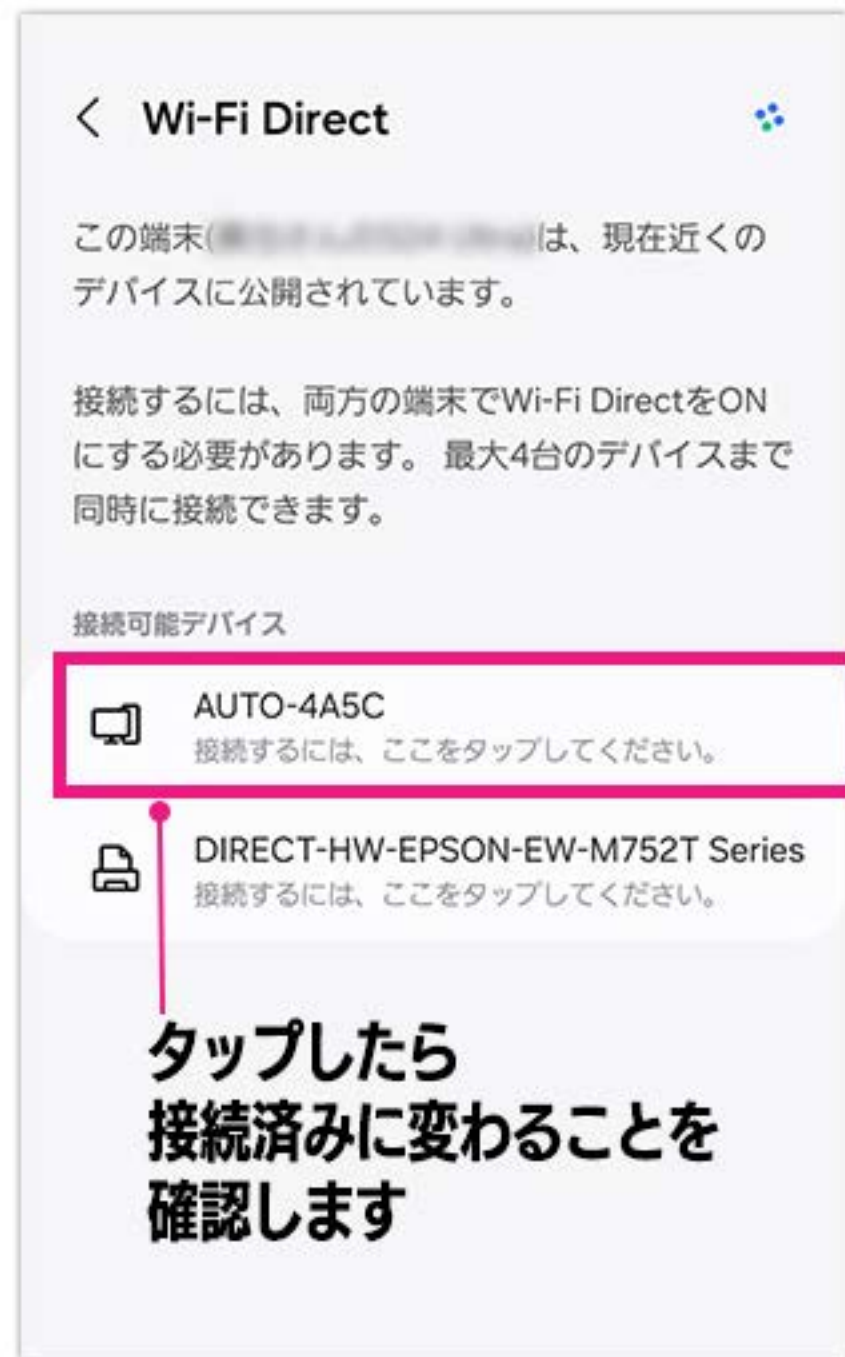 Wi-Fi Direct
この端末(は、現在近くの
デバイスに公開されています。
接続するには、両方の端末でWi-Fi DirectをON
にする必要があります。 最大4台のデバイスまで
同時に接続できます。
接続可能デバイス
AUTO-4A5C
接続するには、ここをタップしてください。
DIRECT-HW-EPSON-EW-M752T Series
接続するには、ここをタップしてください。
タップしたら
接続済みに変わることを
確認します